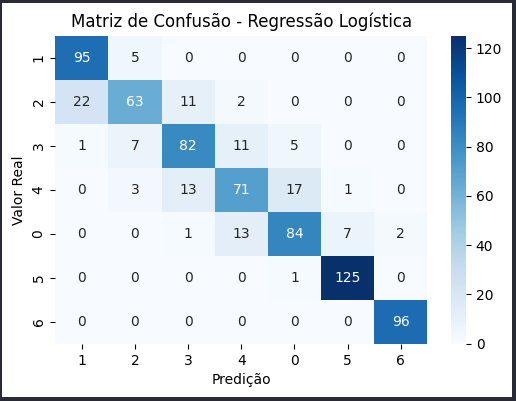 Matriz de Confusão - Regressão Logística
1 95 5 0 0 0 0 0
2 22 63 11 2 0 0 0
3 1 7 82 11 5 0 0
4 0 3 13 71 17 1 0
0 0 0 1 13 84 7 2
5 0 0 0 0 1 125 0
6 0 0 0 0 0 0 96
1 2 3 4 0 5 6
Valor Real
Predição
120
100
80
60
40
20
0